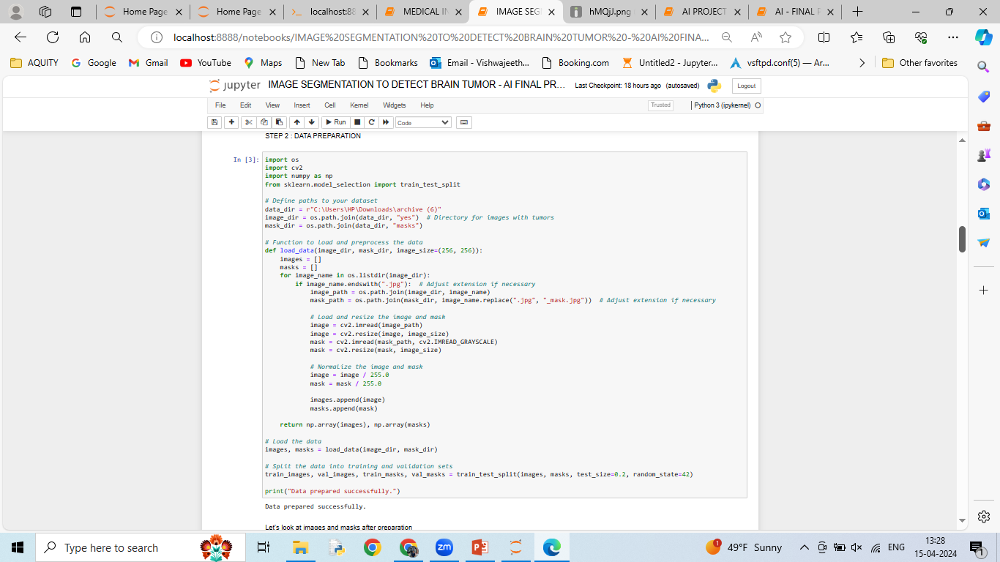 Home Page
Home Page
localhost:88
MEDICAL IN
IMAGE SEGI
hMQjJ.png
AI PROJECT
AI - FINAL P
localhost:8888/notebooks/IMAGE%20SEGMENTATION%20TO%20DETECT%20BRAIN%20TUMOR%20-%20AI%20FINA...
AQUITY
Google
Gmail
YouTube
Maps
New Tab
Bookmarks
Email - Vishwajeeth...
Booking.com
Untitled2 - Jupyter...
vsftpd.conf(5) — Ar...
Other favorites
jupyter IMAGE SEGMENTATION TO DETECT BRAIN TUMOR - AI FINAL PR... Last Checkpoint: 18 hours ago (autosaved)
Logout
File Edit View Insert Cell Kernel Widgets Help
Trusted
Python 3 (ipykernel)
Run
Code
STEP 2 : DATA PREPARATION
In [3]:
import os
import cv2
import numpy as np
from sklearn.model_selection import train_test_split
# Define paths to your dataset
data_dir = r"C:\Users\HP\Downloads\archive (6)"
image_dir = os.path.join(data_dir, "yes")  # Directory for images with tumors
mask_dir = os.path.join(data_dir, "masks")
# Function to load and preprocess the data
def load_data(image_dir, mask_dir, image_size=(256, 256)):
images = []
masks = []
for image_name in os.listdir(image_dir):
if image_name.endswith(".jpg"):  # Adjust extension if necessary
image_path = os.path.join(image_dir, image_name)
mask_path = os.path.join(mask_dir, image_name.replace(".jpg", "_mask.jpg"))  # Adjust extension if necessary
# Load and resize the image and mask
image = cv2.imread(image_path)
image = cv2.resize(image, image_size)
mask = cv2.imread(mask_path, cv2.IMREAD_GRAYSCALE)
mask = cv2.resize(mask, image_size)
# Normalize the image and mask
image = image / 255.0
mask = mask / 255.0
images.append(image)
masks.append(mask)
return np.array(images), np.array(masks)
# Load the data
images, masks = load_data(image_dir, mask_dir)
# Split the data into training and validation sets
train_images, val_images, train_masks, val_masks = train_test_split(images, masks, test_size=0.2, random_state=42)
print("Data prepared successfully.")
Data prepared successfully.
Let's look at images and masks after preparation
Type here to search
zm
1
49°F Sunny
ENG
13:28
15-04-2024
1